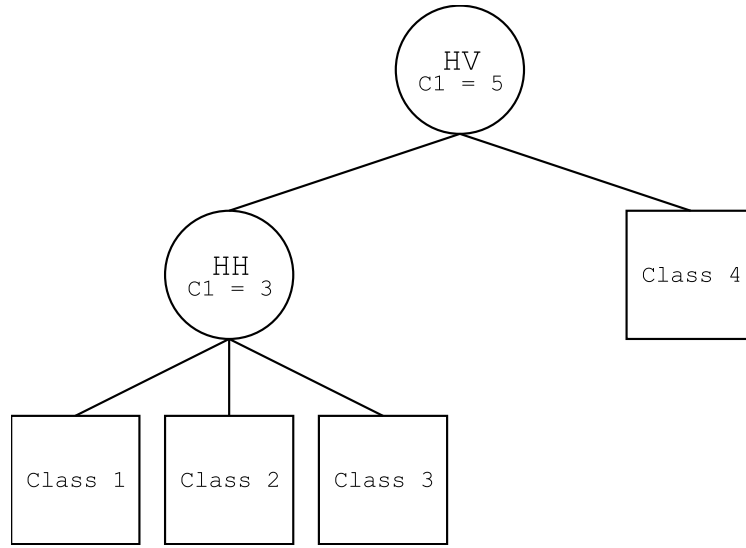 HV
C1 = 5
HH
C1 = 3
Class 4
Class 1
Class 2
Class 3